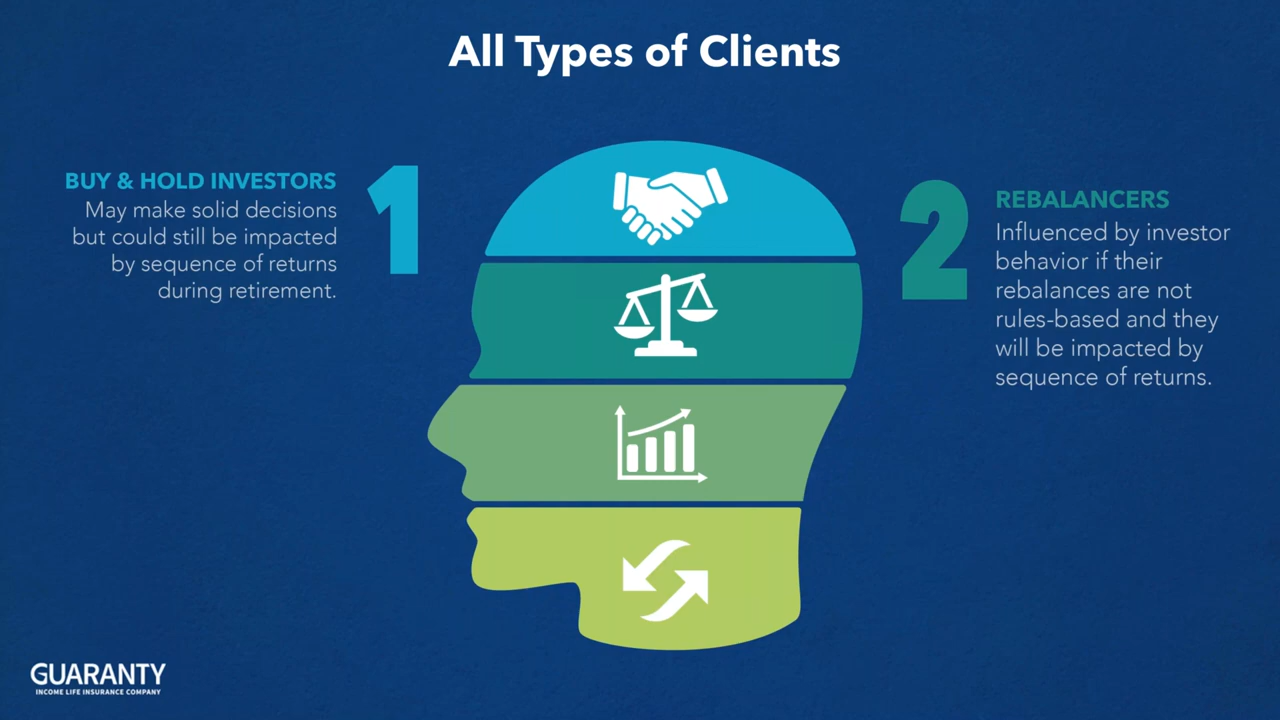 All Types of Clients
BUY & HOLD INVESTORS
May make solid decisions
but could still be impacted
by sequence of returns
during retirement.
1
2
REBALANCERS
Influenced by investor
behavior if their
rebalances are not
rules-based and they
will be impacted by
sequence of returns.
GUARANTY
INCOME LIFE INSURANCE COMPANY